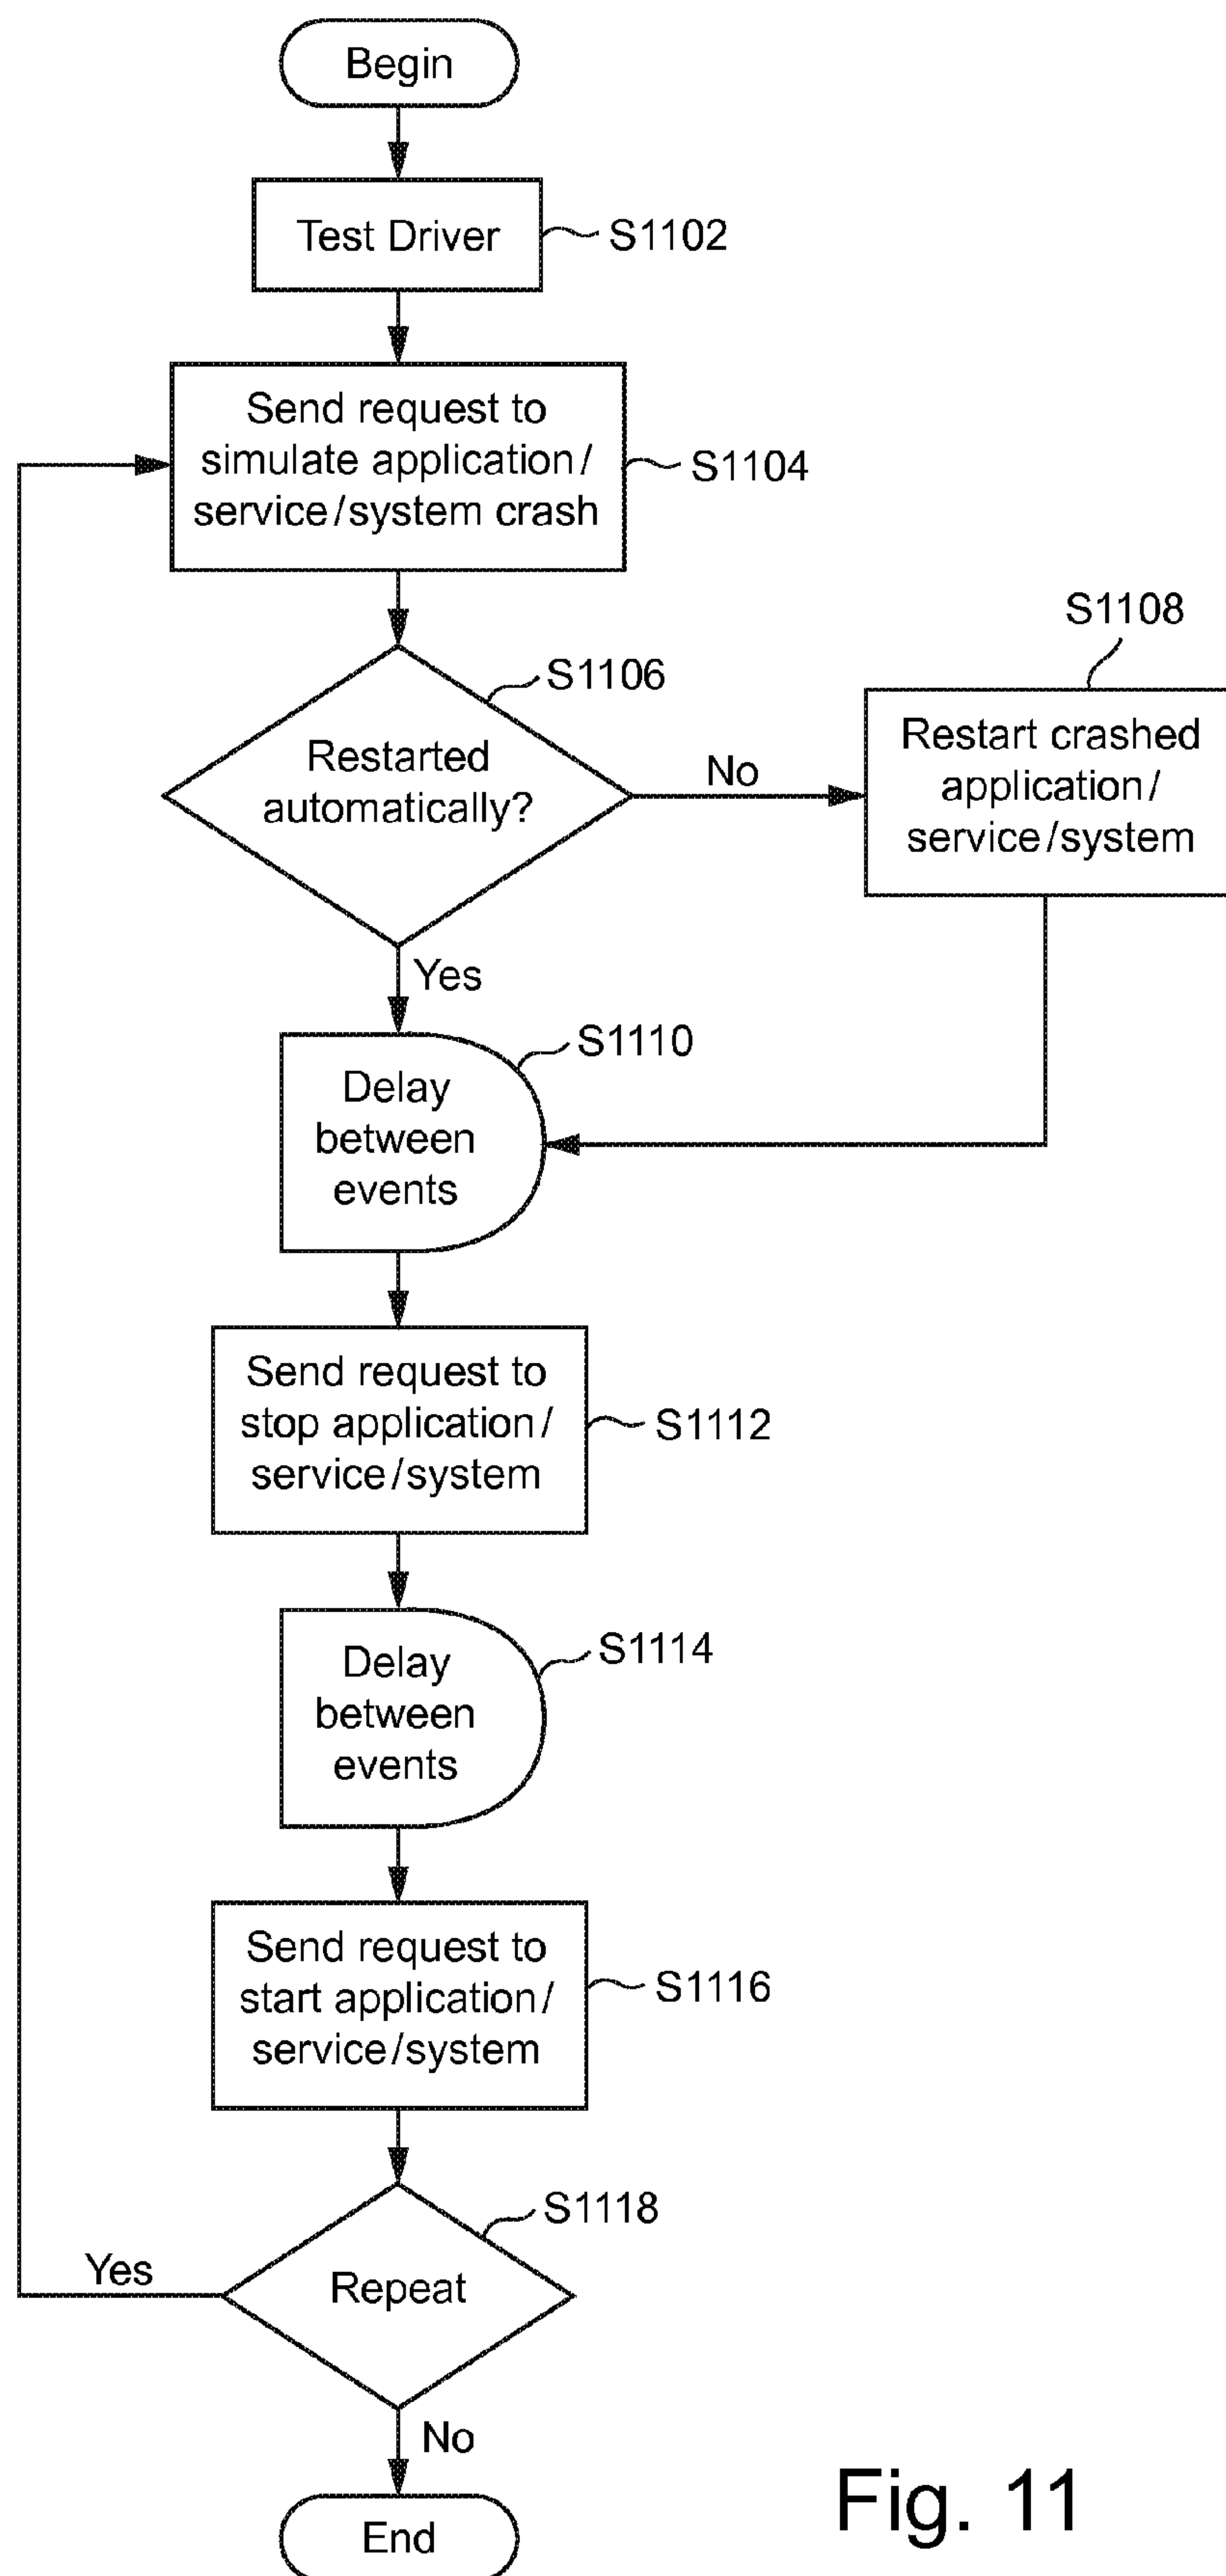 Begin
Test Driver
S1102
Send request to
simulate application/
service/system crash
S1104
S1106
Restarted
automatically?
No
S1108
Restart crashed
application/
service/system
Yes
S1110
Delay
between
events
Send request to
stop application/
service/system
S1112
Delay
between
events
S1114
Send request to
start application/
service/system
S1116
S1118
Repeat
Yes
No
End
Fig. 11